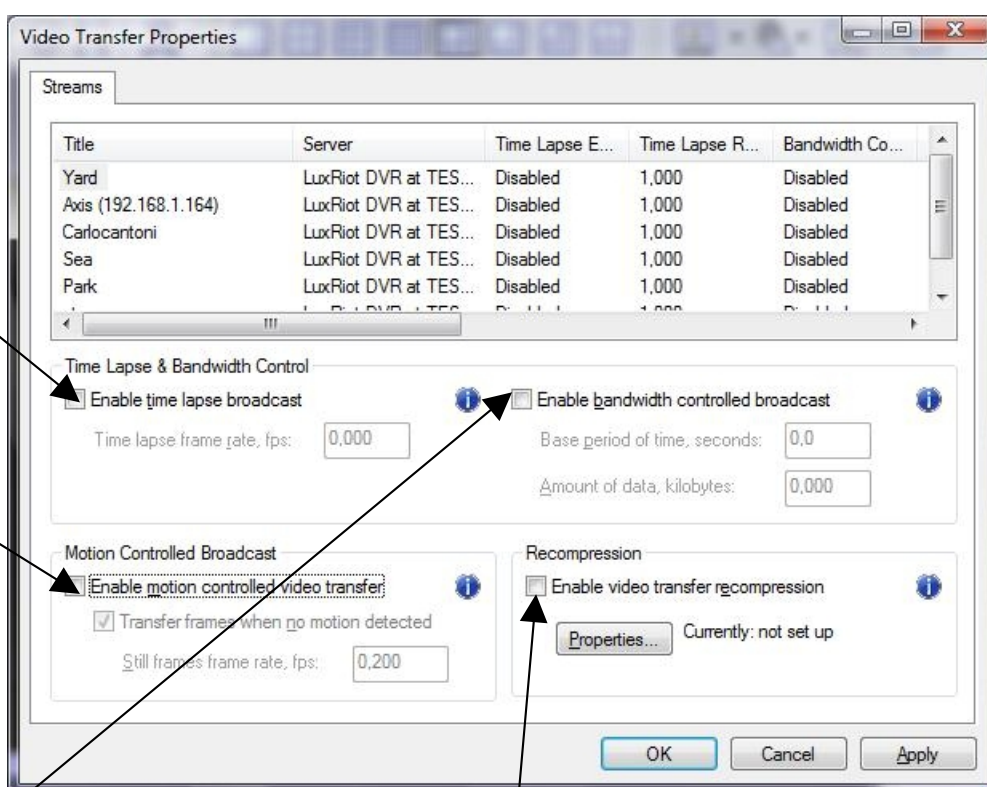 Video Transfer Properties
Streams
Title Server Time Lapse E... Time Lapse R... Bandwidth Co...
Yard LuxRiot DVR at TES... Disabled 1,000 Disabled
Axis (192.168.1.164) LuxRiot DVR at TES... Disabled 1,000 Disabled
Carlocantoni LuxRiot DVR at TES... Disabled 1,000 Disabled
Sea LuxRiot DVR at TES... Disabled 1,000 Disabled
Park LuxRiot DVR at TES... Disabled 1,000 Disabled
Time Lapse & Bandwidth Control
Enable time lapse broadcast
Time lapse frame rate, fps: 0,000
Enable bandwidth controlled broadcast
Base period of time, seconds: 0,0
Amount of data, kilobytes: 0,000
Motion Controlled Broadcast
Enable motion controlled video transfer
Transfer frames when no motion detected
Still frames frame rate, fps: 0,200
Recompression
Enable video transfer recompression
Properties... Currently: not set up
OK Cancel Apply